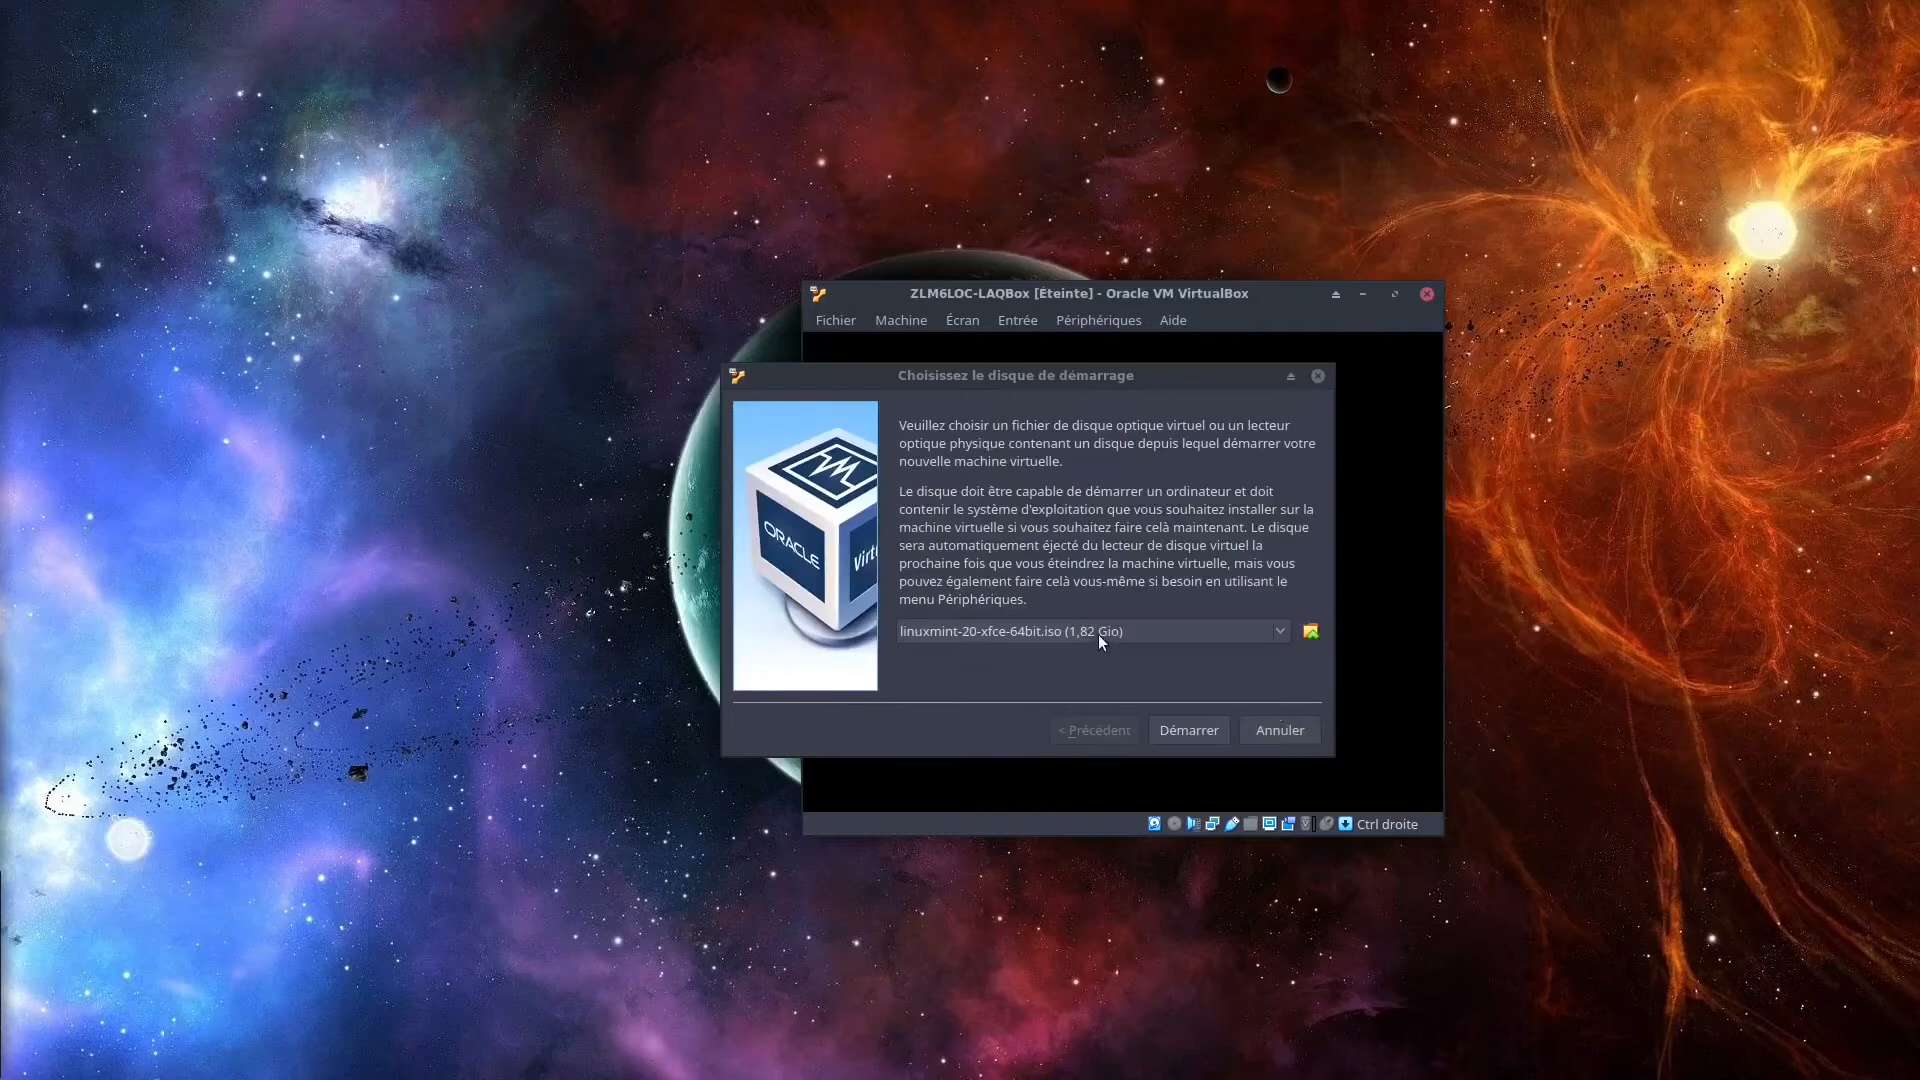 ZLM6LOC-LAQBox [Éteinte] - Oracle VM VirtualBox
Fichier Machine Écran Entrée Périphériques Aide
Choisissez le disque de démarrage
Veuillez choisir un fichier de disque optique virtuel ou un lecteur
optique physique contenant un disque depuis lequel démarrer votre
nouvelle machine virtuelle.
Le disque doit être capable de démarrer un ordinateur et doit
contenir le système d'exploitation que vous souhaitez installer sur la
machine virtuelle si vous souhaitez faire celà maintenant. Le disque
sera automatiquement éjecté du lecteur de disque virtuel la
prochaine fois que vous éteindrez la machine virtuelle, mais vous
pouvez également faire celà vous-même si besoin en utilisant le
menu Périphériques.
ORACLE
Virtu
linuxmint-20-xfce-64bit.iso (1,82 Gio)
< Précédent Démarrer Annuler
Ctrl droite